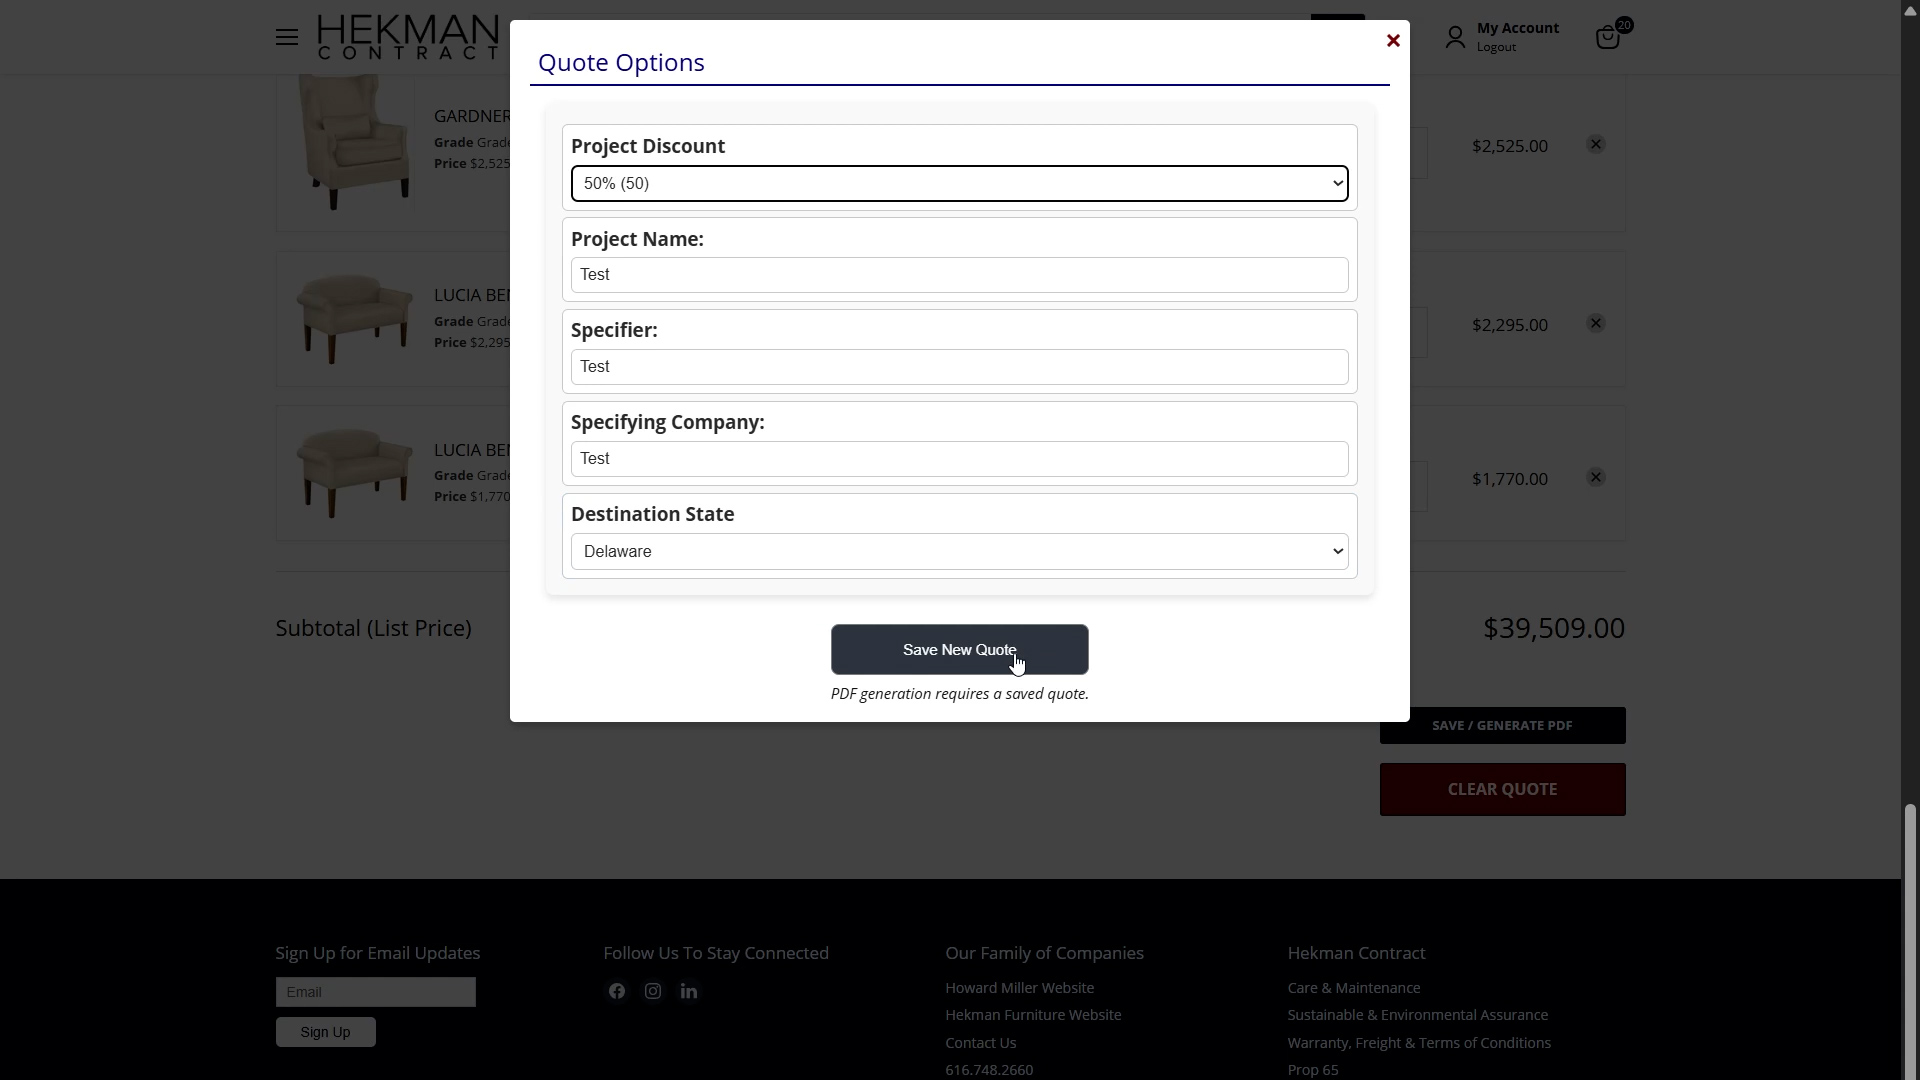 HEKMAN
CONTRACT
My Account
Logout
20
Quote Options
Project Discount
50% (50)
Project Name:
Test
Specifier:
Test
Specifying Company:
Test
Destination State
Delaware
Save New Quote
PDF generation requires a saved quote.
GARDNER
Grade Grade
Price $2,525
$2,525.00
LUCIA BEN
Grade Grade
Price $2,295
$2,295.00
LUCIA BEN
Grade Grade
Price $1,770
$1,770.00
Subtotal (List Price)
$39,509.00
SAVE / GENERATE PDF
CLEAR QUOTE
Sign Up for Email Updates
Email
Sign Up
Follow Us To Stay Connected
Our Family of Companies
Howard Miller Website
Hekman Furniture Website
Contact Us
616.748.2660
Hekman Contract
Care & Maintenance
Sustainable & Environmental Assurance
Warranty, Freight & Terms of Conditions
Prop 65